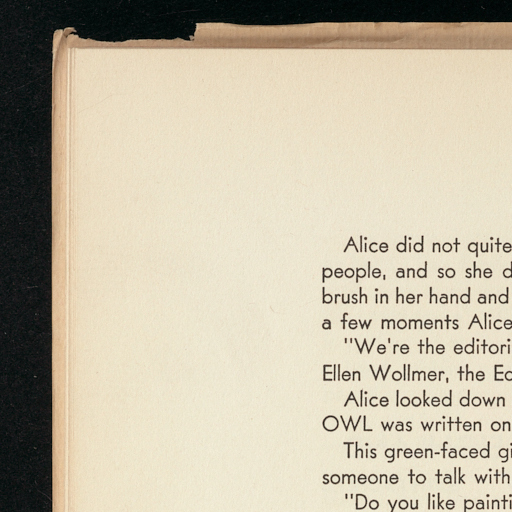 Alice did not quite
people, and so she
brush in her hand and
a few moments Alice
"We're the editori
Ellen Wollmer, the
Alice looked down
OWL was written on
This green-faced
someone to talk with
"Do you like painti